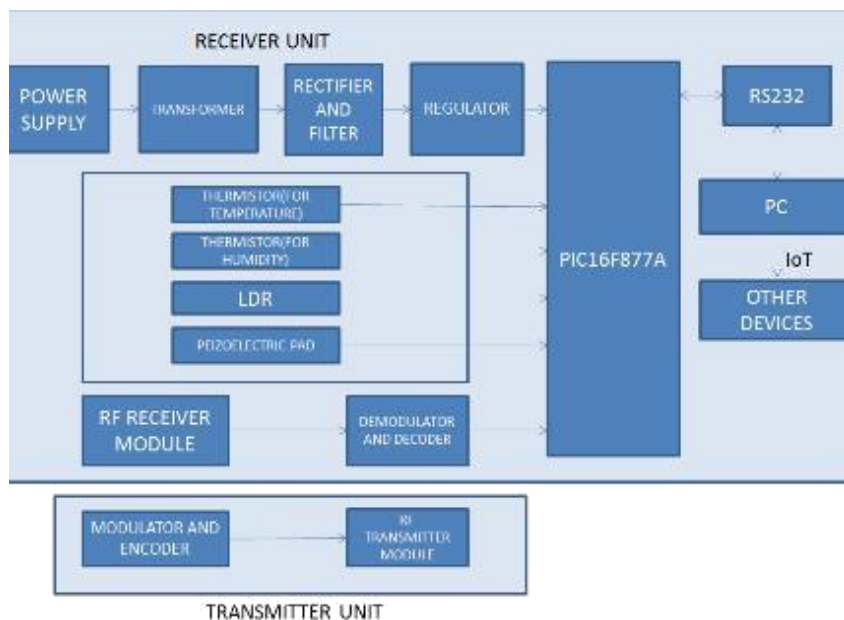 RECEIVER UNIT
POWER
SUPPLY
TRANSFORMER
RECTIFIER
AND
FILTER
REGULATOR
PIC16F877A
RS232
PC
IoT
OTHER
DEVICES
THERMISTOR(FOR
TEMPERATURE)
THERMISTOR(FOR
HUMIDITY)
LDR
PEIZOELECTRIC PAD
RF RECEIVER
MODULE
DEMODULATOR
AND DECODER
MODULATOR AND
ENCODER
RF
TRANSMITTER
MODULE
TRANSMITTER UNIT